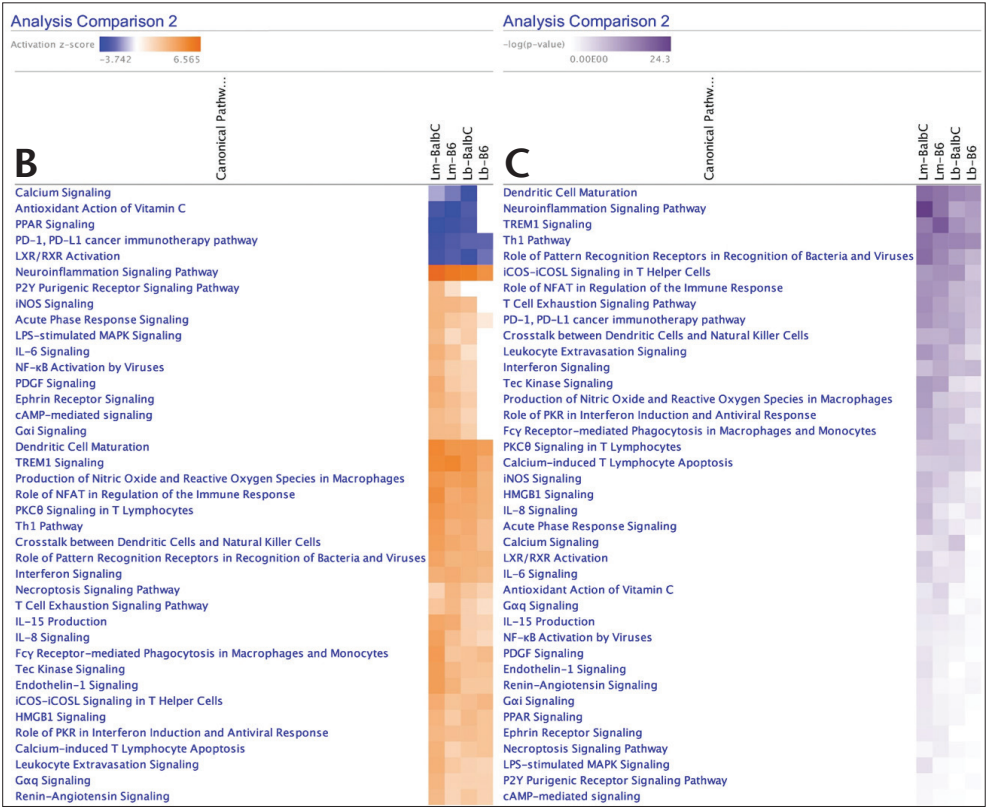 Analysis Comparison 2
Activation z-score
-3.742 6.565
Canonical Pathw...
B
Lm-BalbC
Lm-B6
Lb-BalbC
Lb-B6
Calcium Signaling
Antioxidant Action of Vitamin C
PPAR Signaling
PD-1, PD-L1 cancer immunotherapy pathway
LXR/RXR Activation
Neuroinflammation Signaling Pathway
P2Y Purigenic Receptor Signaling Pathway
iNOS Signaling
Acute Phase Response Signaling
LPS-stimulated MAPK Signaling
IL-6 Signaling
NF-κB Activation by Viruses
PDGF Signaling
Ephrin Receptor Signaling
cAMP-mediated signaling
Gαi Signaling
Dendritic Cell Maturation
TREM1 Signaling
Production of Nitric Oxide and Reactive Oxygen Species in Macrophages
Role of NFAT in Regulation of the Immune Response
PKCθ Signaling in T Lymphocytes
Th1 Pathway
Crosstalk between Dendritic Cells and Natural Killer Cells
Role of Pattern Recognition Receptors in Recognition of Bacteria and Viruses
Interferon Signaling
Necroptosis Signaling Pathway
T Cell Exhaustion Signaling Pathway
IL-15 Production
IL-8 Signaling
Fcγ Receptor-mediated Phagocytosis in Macrophages and Monocytes
Tec Kinase Signaling
Endothelin-1 Signaling
iCOS-iCOSL Signaling in T Helper Cells
HMGB1 Signaling
Role of PKR in Interferon Induction and Antiviral Response
Calcium-induced T Lymphocyte Apoptosis
Leukocyte Extravasation Signaling
Gαq Signaling
Renin-Angiotensin Signaling
Analysis Comparison 2
-log(p-value)
0.00E00 24.3
Canonical Pathw...
C
Lm-BalbC
Lm-B6
Lb-BalbC
Lb-B6
Dendritic Cell Maturation
Neuroinflammation Signaling Pathway
TREM1 Signaling
Th1 Pathway
Role of Pattern Recognition Receptors in Recognition of Bacteria and Viruses
iCOS-iCOSL Signaling in T Helper Cells
Role of NFAT in Regulation of the Immune Response
T Cell Exhaustion Signaling Pathway
PD-1, PD-L1 cancer immunotherapy pathway
Crosstalk between Dendritic Cells and Natural Killer Cells
Leukocyte Extravasation Signaling
Interferon Signaling
Tec Kinase Signaling
Production of Nitric Oxide and Reactive Oxygen Species in Macrophages
Role of PKR in Interferon Induction and Antiviral Response
Fcγ Receptor-mediated Phagocytosis in Macrophages and Monocytes
PKCθ Signaling in T Lymphocytes
Calcium-induced T Lymphocyte Apoptosis
iNOS Signaling
HMGB1 Signaling
IL-8 Signaling
Acute Phase Response Signaling
Calcium Signaling
LXR/RXR Activation
IL-6 Signaling
Antioxidant Action of Vitamin C
Gαq Signaling
IL-15 Production
NF-κB Activation by Viruses
PDGF Signaling
Endothelin-1 Signaling
Renin-Angiotensin Signaling
Gαi Signaling
PPAR Signaling
Ephrin Receptor Signaling
Necroptosis Signaling Pathway
LPS-stimulated MAPK Signaling
P2Y Purigenic Receptor Signaling Pathway
cAMP-mediated signaling